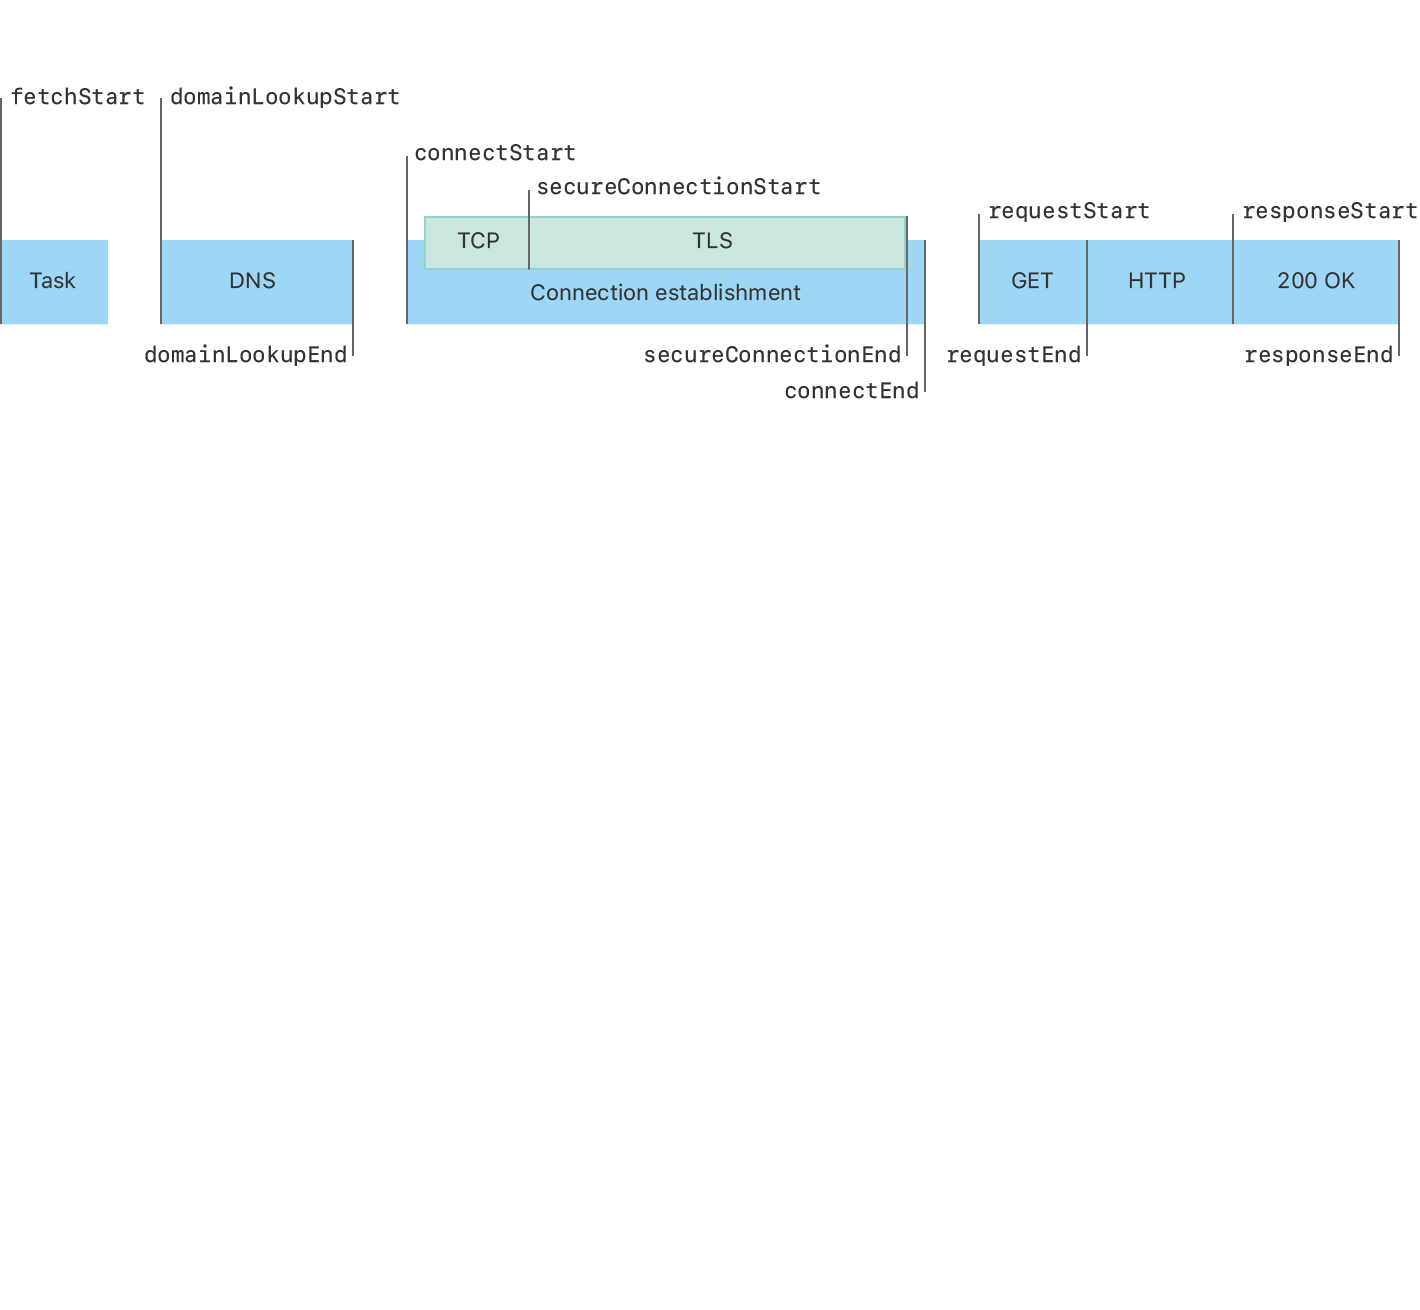 fetchStart
domainLookupStart
connectStart
secureConnectionStart
requestStart
responseStart
Task
DNS
TCP
TLS
Connection establishment
GET
HTTP
200 OK
domainLookupEnd
secureConnectionEnd
requestEnd
responseEnd
connectEnd